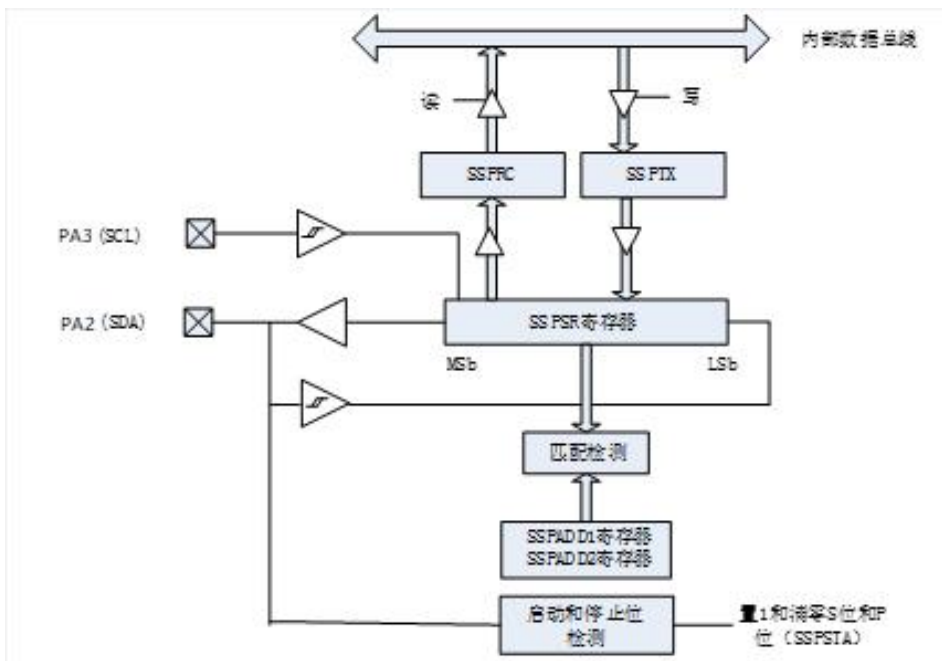 内部数据总线
读
写
SSPRC
SSPTX
PA3 (SCL)
PA2 (SDA)
SSPSR寄存器
MSb
LSb
匹配检测
SSPADD1寄存器
SSPADD2寄存器
启动和停止位
检测
置1和清零S位和P
位（SSPSTA）